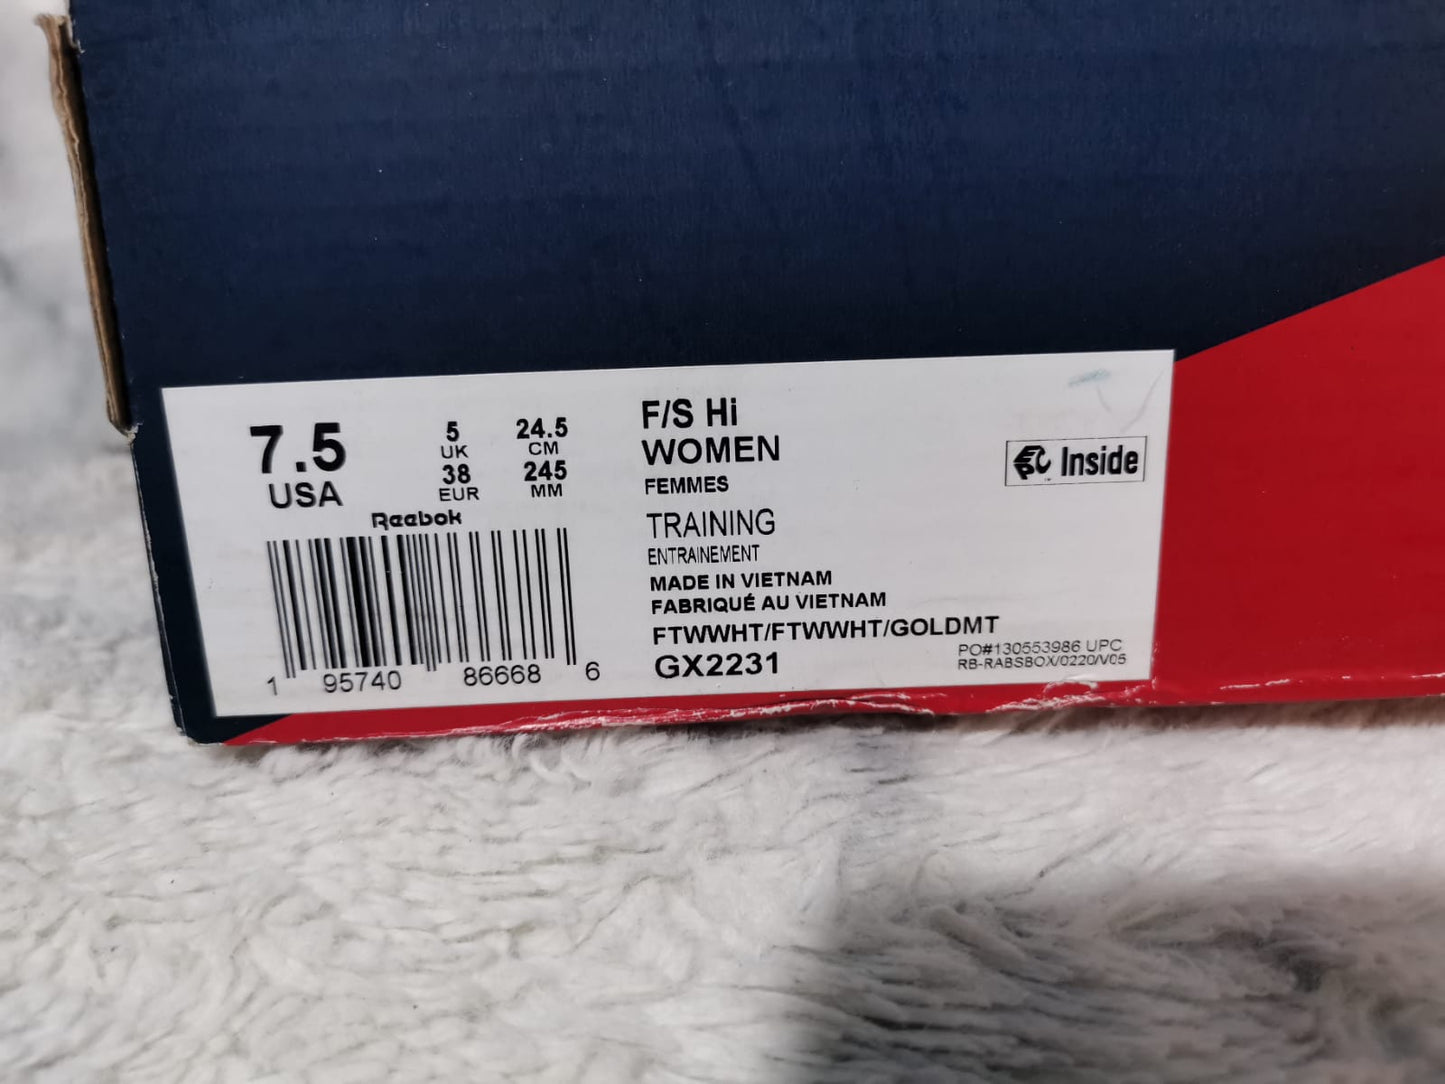 7.5
USA
5
UK
38
EUR
24.5
CM
245
MM
Reebok
1 95740 86668 6
F/S Hi
WOMEN
FEMMES
TRAINING
ENTRAINEMENT
MADE IN VIETNAM
FABRIQUÉ AU VIETNAM
FTWWHT/FTWWHT/GOLDMT
GX2231
Inside
PO#130553986 UPC
RB-RABSBOX/0220/V05